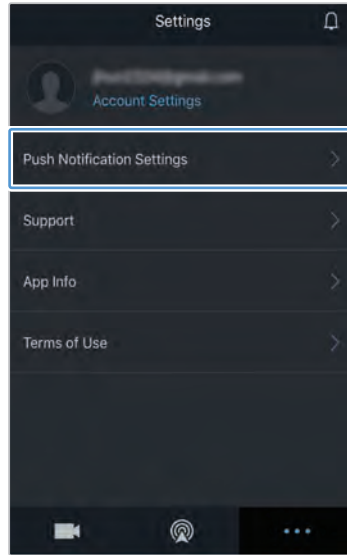 Settings
Account Settings
Push Notification Settings
Support
App Info
Terms of Use